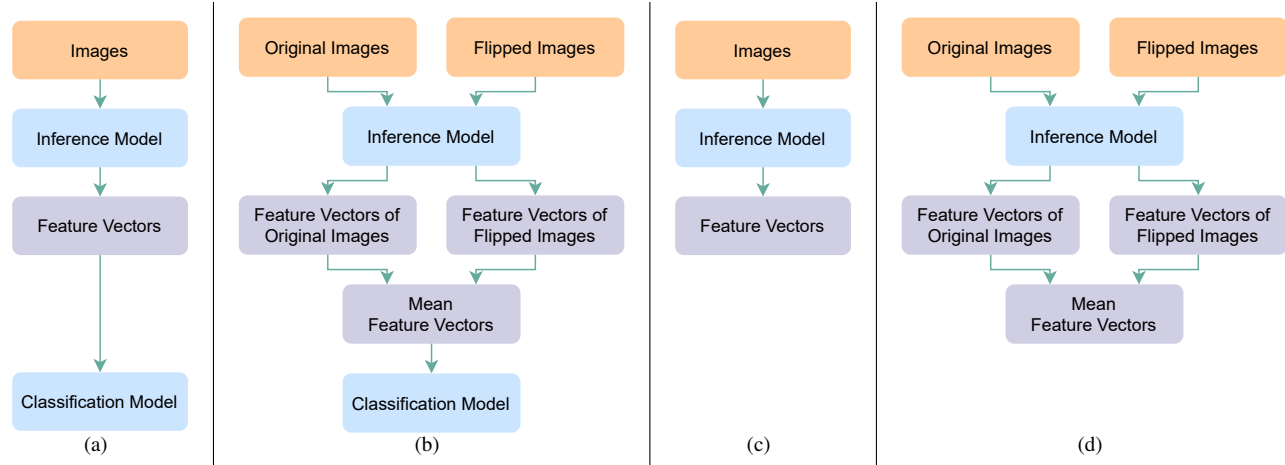 Images
Inference Model
Feature Vectors
Classification Model
(a)
Original Images
Flipped Images
Inference Model
Feature Vectors of
Original Images
Feature Vectors of
Flipped Images
Mean
Feature Vectors
Classification Model
(b)
Images
Inference Model
Feature Vectors
(c)
Original Images
Flipped Images
Inference Model
Feature Vectors of
Original Images
Feature Vectors of
Flipped Images
Mean
Feature Vectors
(d)